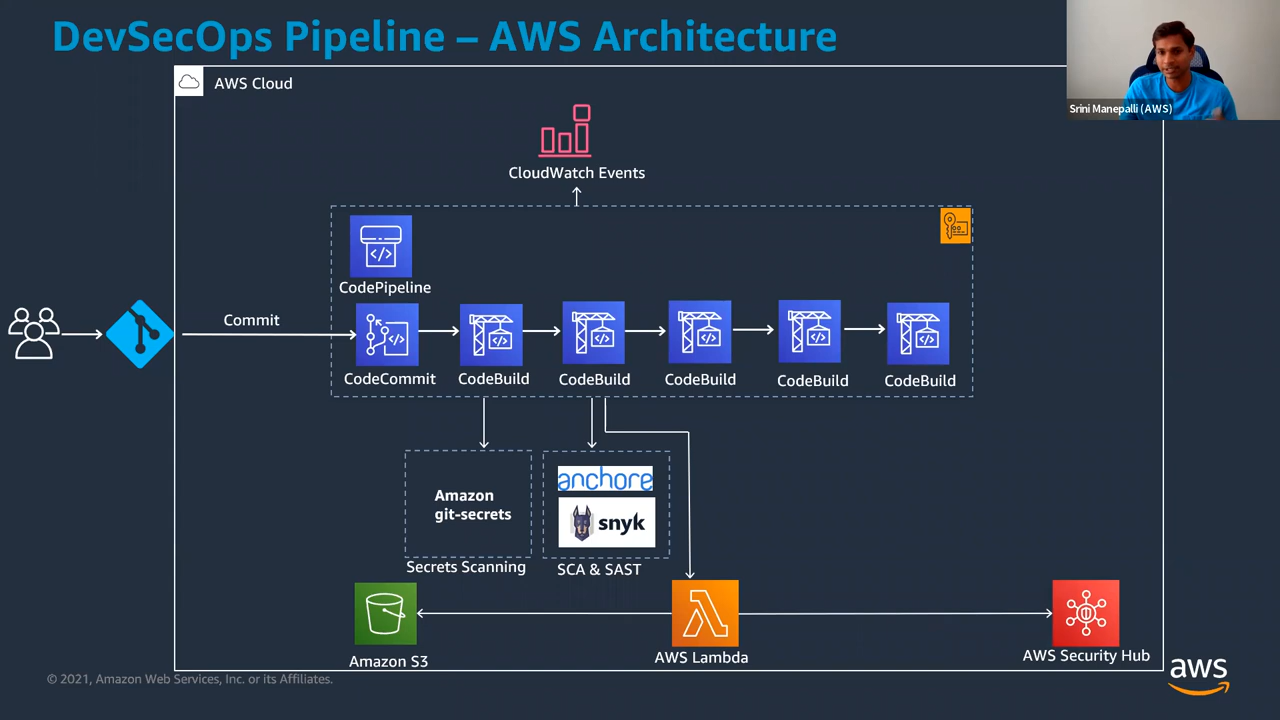 DevSecOps Pipeline – AWS Architecture
AWS Cloud
Srini Manepalli (AWS)
CloudWatch Events
CodePipeline
Commit
CodeCommit
CodeBuild
CodeBuild
CodeBuild
CodeBuild
CodeBuild
Amazon
git-secrets
anchore
snyk
Secrets Scanning
SCA & SAST
Amazon S3
AWS Lambda
AWS Security Hub
© 2021, Amazon Web Services, Inc. or its Affiliates.
aws